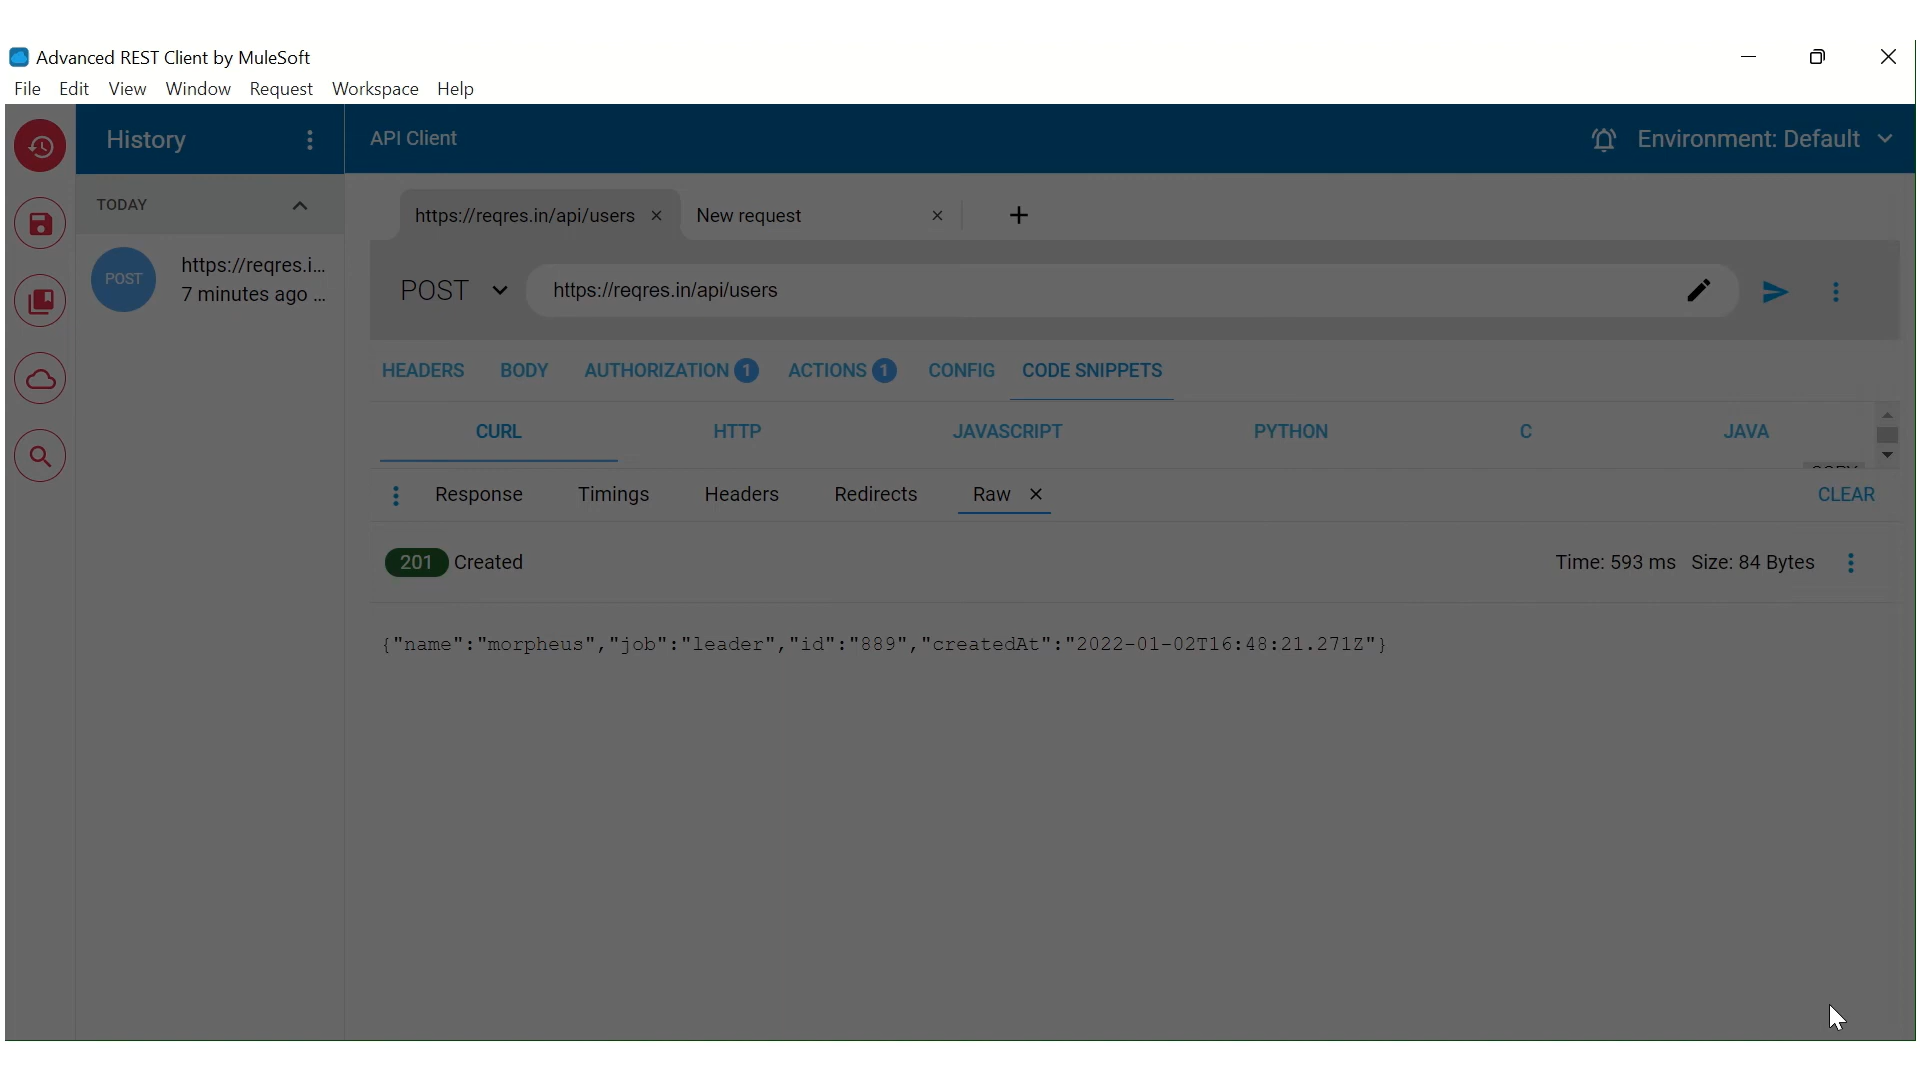 Advanced REST Client by MuleSoft
File Edit View Window Request Workspace Help
History
API Client
Environment: Default
TODAY
https://reqres.in/api/users
New request
POST
https://reqres.i...
7 minutes ago ...
POST
https://reqres.in/api/users
HEADERS BODY AUTHORIZATION 1 ACTIONS 1 CONFIG CODE SNIPPETS
CURL HTTP JAVASCRIPT PYTHON C JAVA
COPY
Response Timings Headers Redirects Raw CLEAR
201 Created
Time: 593 ms Size: 84 Bytes
{"name":"morpheus","job":"leader","id":"889","createdAt":"2022-01-02T16:48:21.271Z"}